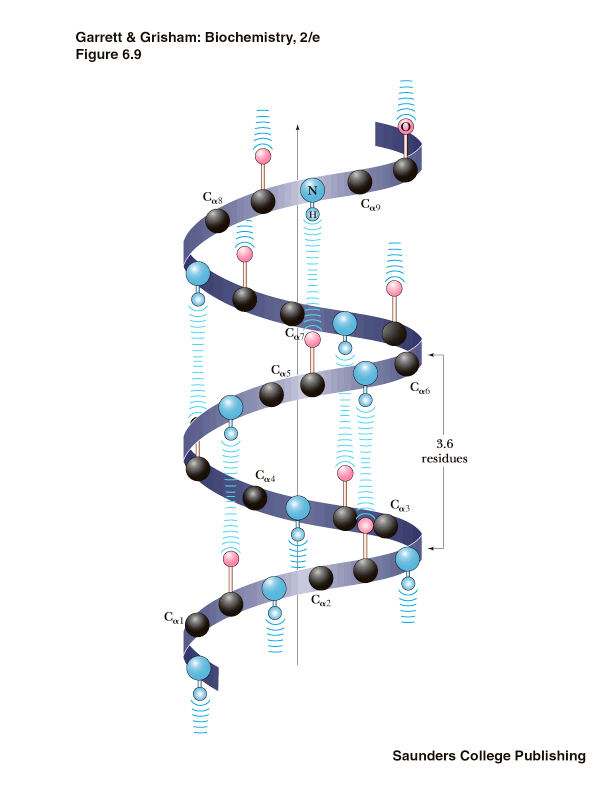 Garrett & Grisham: Biochemistry, 2/e
Figure 6.9
O
Cα8
N
Cα9
H
Cα7
Cα5
Cα6
3.6
residues
Cα4
Cα3
Cα2
Cα1
Saunders College Publishing